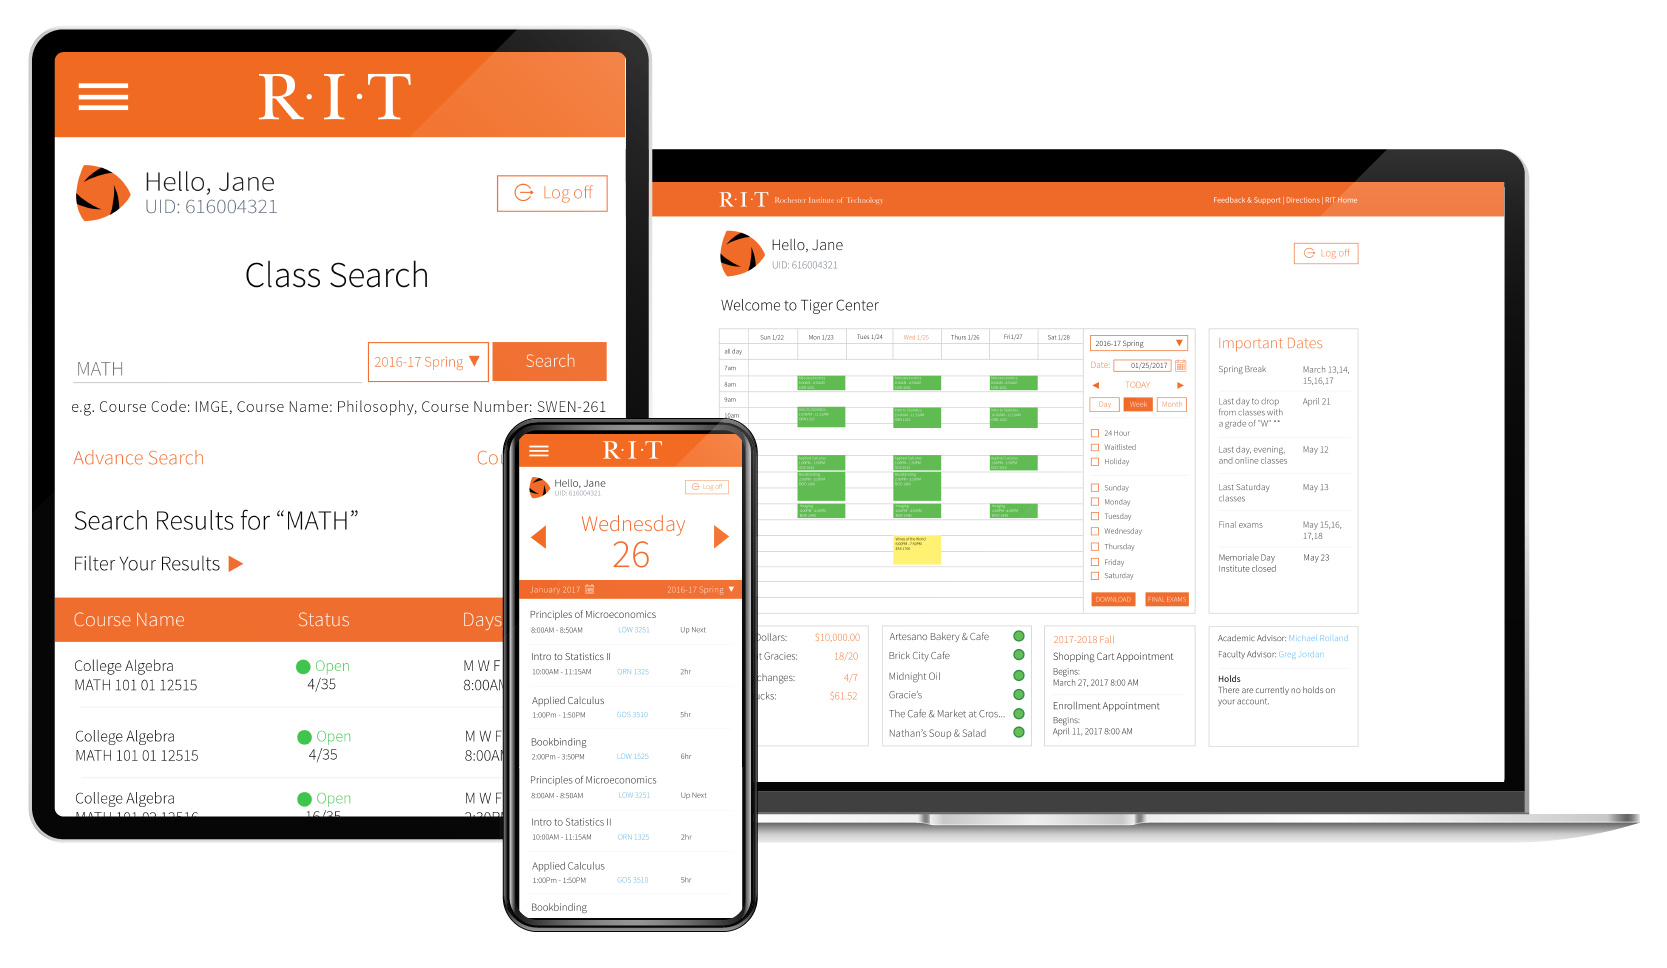 R·I·T
Hello, Jane
UID: 616004321
Log off
Class Search
MATH
2016-17 Spring
Search
e.g. Course Code: IMGE, Course Name: Philosophy, Course Number: SWEN-261
Advance Search
Cou
Search Results for “MATH”
Filter Your Results
Course Name Status Days
College Algebra Open M W F
MATH 101 01 12515 4/35 8:00AM
College Algebra Open M W F
MATH 101 01 12515 4/35 8:00AM
College Algebra Open M W F
MATH 101 02 12516 16/35
R·I·T
Hello, Jane
UID: 616004321
Log off
Wednesday
26
January 2017 2016-17 Spring
Principles of Microeconomics
8:00AM - 8:50AM LOW 3251 Up Next
Intro to Statistics II
10:00AM - 11:15AM ORN 1325 2hr
Applied Calculus
1:00Pm - 1:50PM GOS 3510 5hr
Bookbinding
2:00Pm - 3:50PM LOW 1525 6hr
Principles of Microeconomics
8:00AM - 8:50AM LOW 3251 Up Next
Intro to Statistics II
10:00AM - 11:15AM ORN 1325 2hr
Applied Calculus
1:00Pm - 1:50PM GOS 3510 5hr
Bookbinding
R·I·T Rochester Institute of Technology
Feedback & Support | Directions | RIT Home
Hello, Jane
UID: 616004321
Log off
Welcome to Tiger Center
Sun 1/22 Mon 1/23 Tues 1/24 Wed 1/25 Thurs 1/26 Fri1/27 Sat 1/28
all day
7am
8am
9am
10am
2016-17 Spring
Date: 01/25/2017
TODAY
Day Week Month
24 Hour
Waitlisted
Holiday
Sunday
Monday
Tuesday
Wednesday
Thursday
Friday
Saturday
DOWNLOAD FINAL EXAMS
Important Dates
Spring Break March 13,14,
15,16,17
Last day to drop April 21
from classes with
a grade of "W" **
Last day, evening, May 12
and online classes
Last Saturday May 13
classes
Final exams May 15,16,
17,18
Memoriale Day May 23
Institute closed
Dollars: $10,000.00
t Gracies: 18/20
changes: 4/7
ucks: $61.52
Artesano Bakery & Cafe
Brick City Cafe
Midnight Oil
Gracie's
The Cafe & Market at Cros...
Nathan's Soup & Salad
2017-2018 Fall
Shopping Cart Appointment
Begins:
March 27, 2017 8:00 AM
Enrollment Appointment
Begins:
April 11, 2017 8:00 AM
Academic Advisor: Michael Rolland
Faculty Advisor: Greg Jordan
Holds
There are currently no holds on
your account.